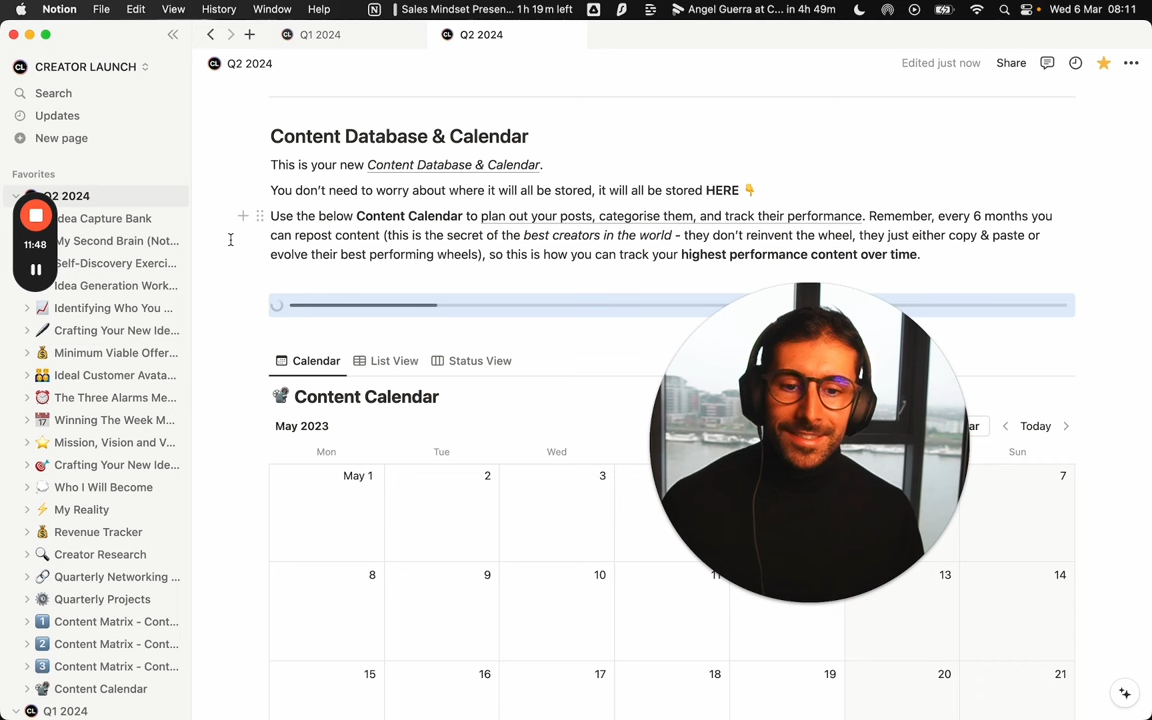 Notion File Edit View History Window Help Sales Mindset Presen... 1 h 19 m left Angel Guerra at C... in 4h 49m Wed 6 Mar 08:11
Q1 2024 Q2 2024
CREATOR LAUNCH
Q2 2024
Edited just now Share
Search
Updates
New page
Favorites
Q2 2024
dea Capture Bank
My Second Brain (Not...
Self-Discovery Exerci...
Idea Generation Work...
Identifying Who You ...
Crafting Your New Ide...
Minimum Viable Offer...
Ideal Customer Avata...
The Three Alarms Me...
Winning The Week M...
Mission, Vision and V...
Crafting Your New Ide...
Who I Will Become
My Reality
Revenue Tracker
Creator Research
Quarterly Networking ...
Quarterly Projects
1 Content Matrix - Cont...
2 Content Matrix - Cont...
3 Content Matrix - Cont...
Content Calendar
Q1 2024
11:48
Content Database & Calendar
This is your new Content Database & Calendar.
You don't need to worry about where it will all be stored, it will all be stored HERE 👇
Use the below Content Calendar to plan out your posts, categorise them, and track their performance. Remember, every 6 months you
can repost content (this is the secret of the best creators in the world - they don't reinvent the wheel, they just either copy & paste or
evolve their best performing wheels), so this is how you can track your highest performance content over time.
Calendar List View Status View
Content Calendar
May 2023
ar Today
Mon Tue Wed Sun
May 1 2 3 7
8 9 10 11 13 14
15 16 17 18 19 20 21